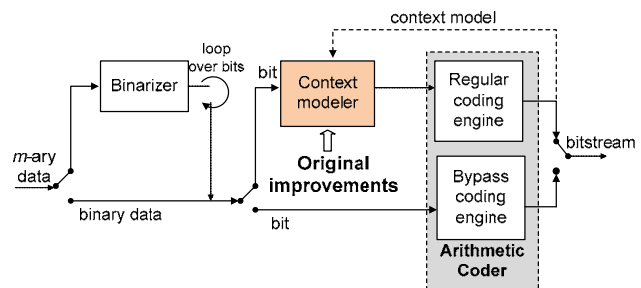 context model
loop
over bits
bit
Binarizer
Context
modeler
Regular
coding
engine
m-ary
data
Original
improvements
bitstream
binary data
bit
Bypass
coding
engine
Arithmetic
Coder